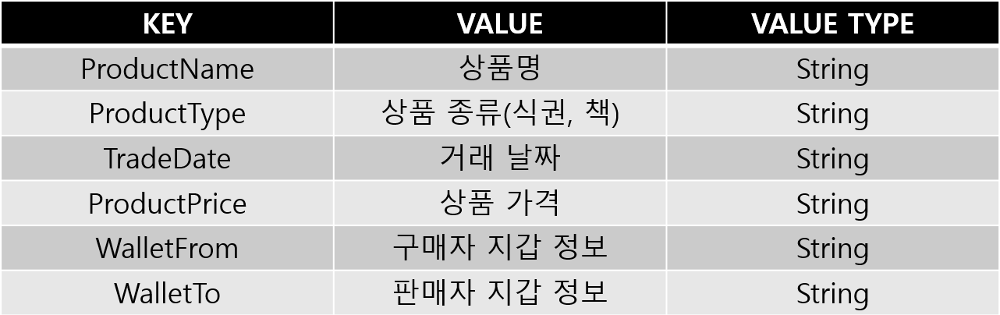 KEY VALUE VALUE TYPE
ProductName 상품명 String
ProductType 상품 종류(식권, 책) String
TradeDate 거래 날짜 String
ProductPrice 상품 가격 String
WalletFrom 구매자 지갑 정보 String
WalletTo 판매자 지갑 정보 String